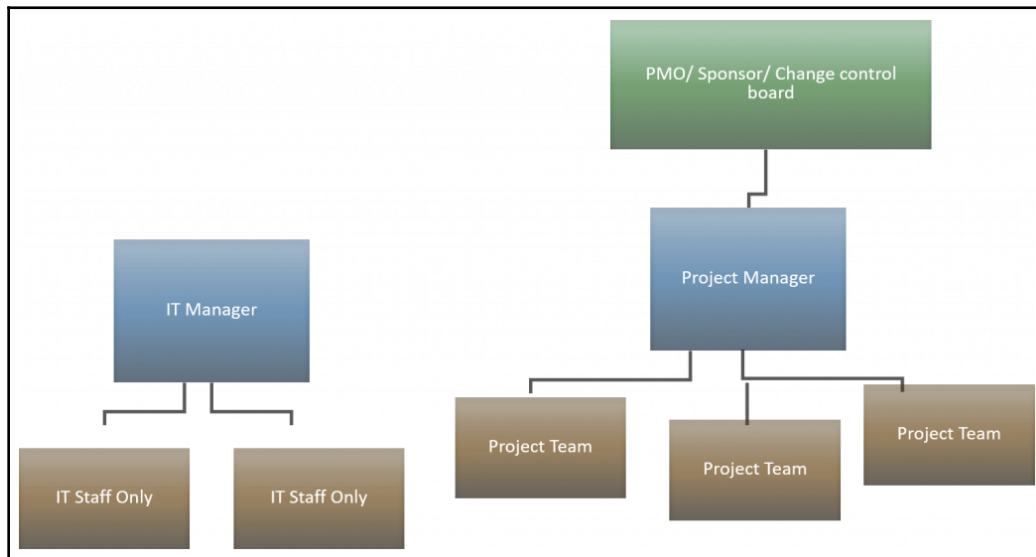 PMO/ Sponsor/ Change control
board
Project Manager
IT Manager
Project Team
Project Team
Project Team
IT Staff Only
IT Staff Only